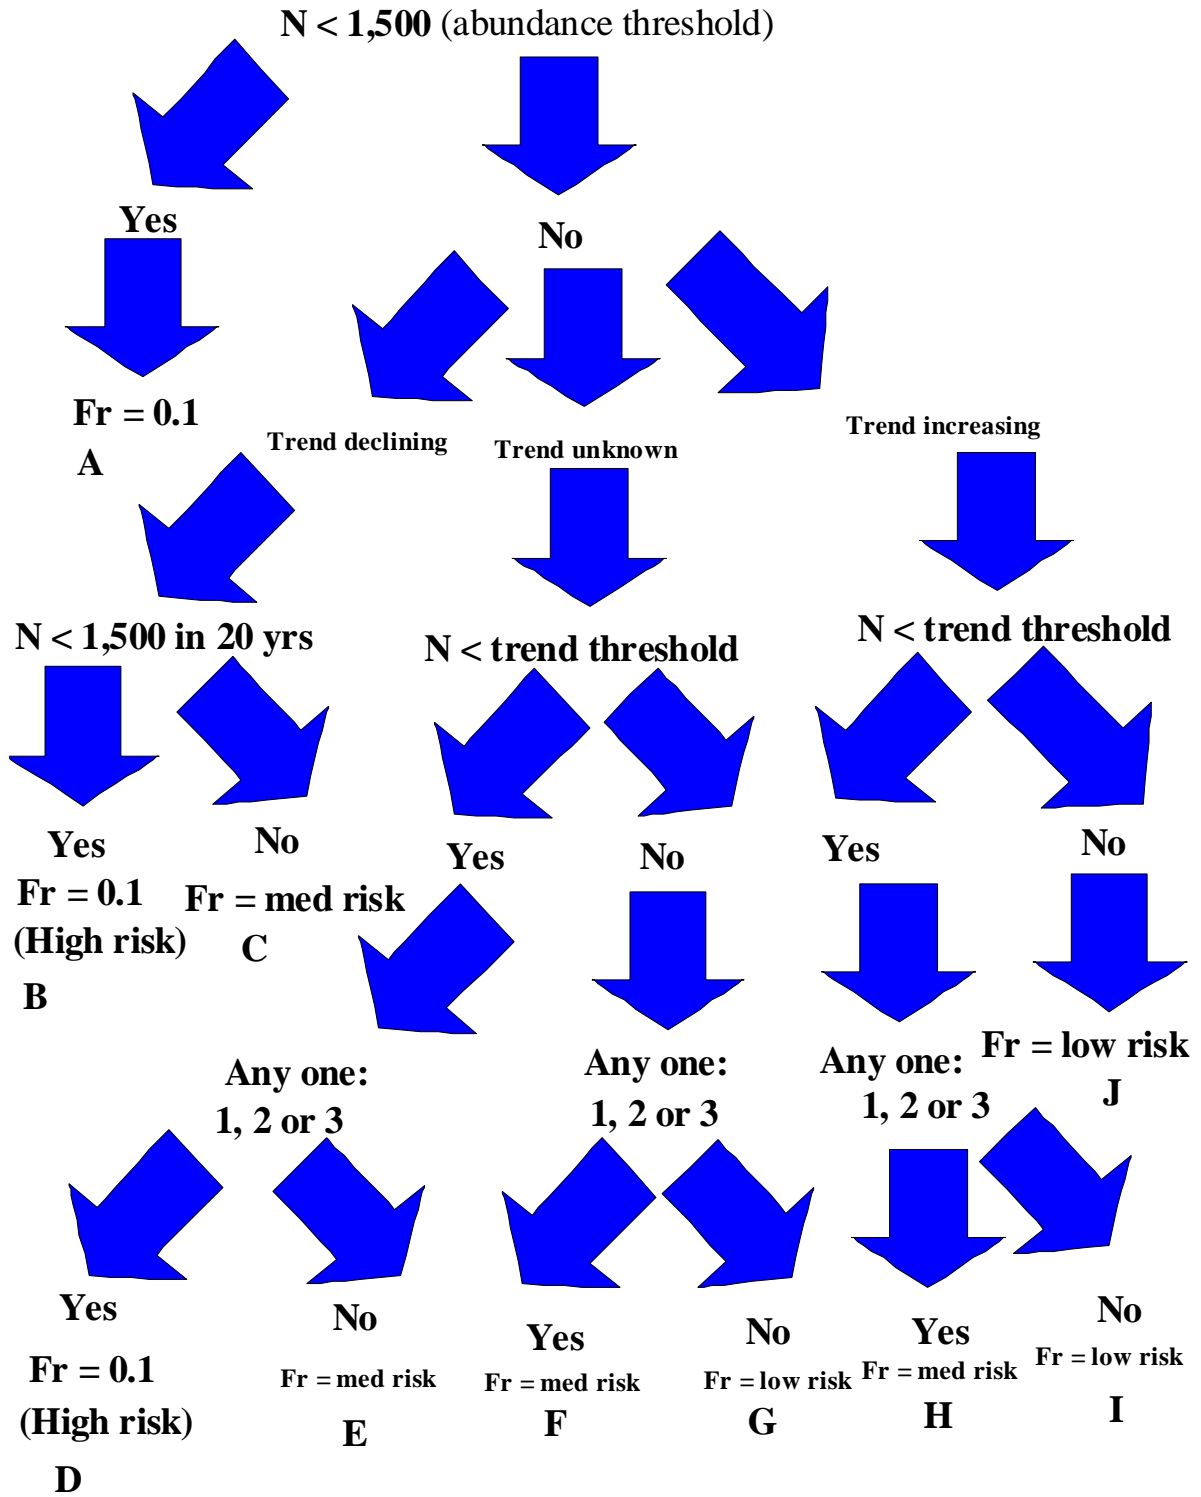 N < 1,500 (abundance threshold)
Yes
No
Fr = 0.1
A
Trend declining
Trend unknown
Trend increasing
N < 1,500 in 20 yrs
N < trend threshold
N < trend threshold
Yes
No
Yes
No
Yes
No
Fr = 0.1
(High risk)
B
Fr = med risk
C
Any one:
1, 2 or 3
Any one:
1, 2 or 3
Any one:
1, 2 or 3
Fr = low risk
J
Yes
Fr = 0.1
(High risk)
D
No
Fr = med risk
E
Yes
Fr = med risk
F
No
Fr = low risk
G
Yes
Fr = med risk
H
No
Fr = low risk
I